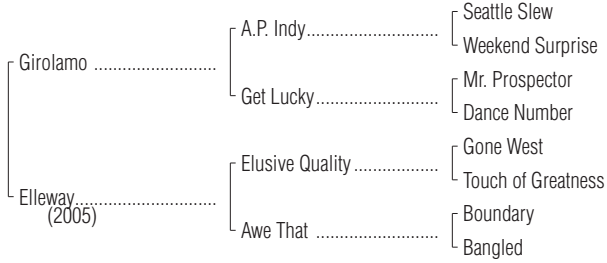 Seattle Slew
A.P. Indy..............................
Weekend Surprise
Girolamo ............................
Mr. Prospector
Get Lucky............................
Dance Number
Gone West
Elusive Quality ...................
Touch of Greatness
Elleway................................
(2005)
Boundary
Awe That ............................
Bangled